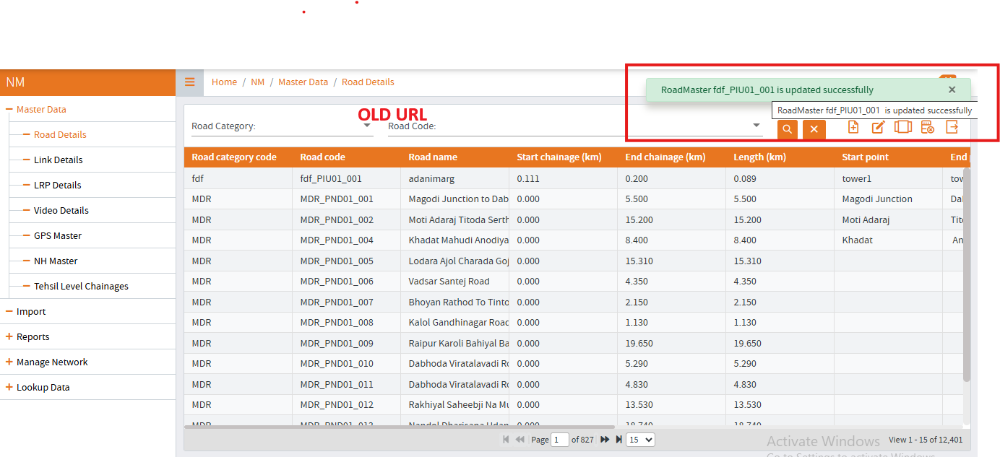 NM
Home / NM / Master Data / Road Details
RoadMaster fdf_PIU01_001 is updated successfully ×
RoadMaster fdf_PIU01_001 is updated successfully
Master Data
Road Details
Link Details
LRP Details
Video Details
GPS Master
NH Master
Tehsil Level Chainages
Import
Reports
Manage Network
Lookup Data
OLD URL
Road Category: Road Code:
Road category code Road code Road name Start chainage (km) End chainage (km) Length (km) Start point End
fdf fdf_PIU01_001 adanimarg 0.111 0.200 0.089 tower1 tow
MDR MDR_PND01_001 Magodi Junction to Dab 0.000 5.500 5.500 Magodi Junction Dal
MDR MDR_PND01_002 Moti Adaraj Titoda Serth 0.000 15.200 15.200 Moti Adaraj Tito
MDR MDR_PND01_004 Khadat Mahudi Anodiya 0.000 8.400 8.400 Khadat An
MDR MDR_PND01_005 Lodara Ajol Charada Goj 0.000 15.310 15.310
MDR MDR_PND01_006 Vadsar Santej Road 0.000 4.350 4.350
MDR MDR_PND01_007 Bhoyan Rathod To Tinto 0.000 2.150 2.150
MDR MDR_PND01_008 Kalol Gandhinagar Road 0.000 1.130 1.130
MDR MDR_PND01_009 Raipur Karoli Bahiyal Ba 0.000 19.650 19.650
MDR MDR_PND01_010 Dabhoda Viratalavadi Ro 0.000 5.290 5.290
MDR MDR_PND01_011 Dabhoda Viratalavadi Ro 0.000 4.830 4.830
MDR MDR_PND01_012 Rakhiyal Saheebji Na Mu 0.000 13.530 13.530
MDR MDR_PND01_013 Nandol Dharisana Udan 0.000 18.740 18.740
Page 1 of 827 15 View 1 - 15 of 12,401
Activate Windows
Go to Settings to activate Windows.